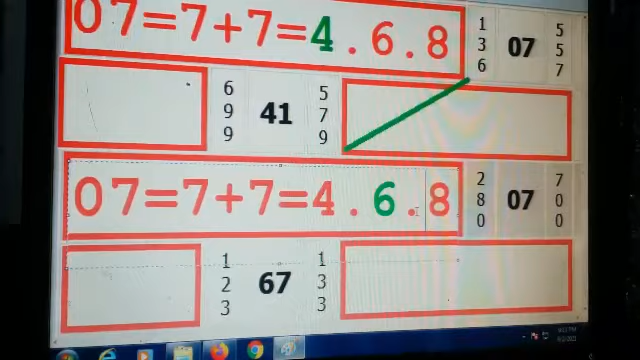 07=7+7=4.6.8
1 3 6
07
5 5 7
6 9 9
41
5 7 9
07=7+7=4.6.8
2 8 0
07
7 0 0
1 2 3
67
1 3 3